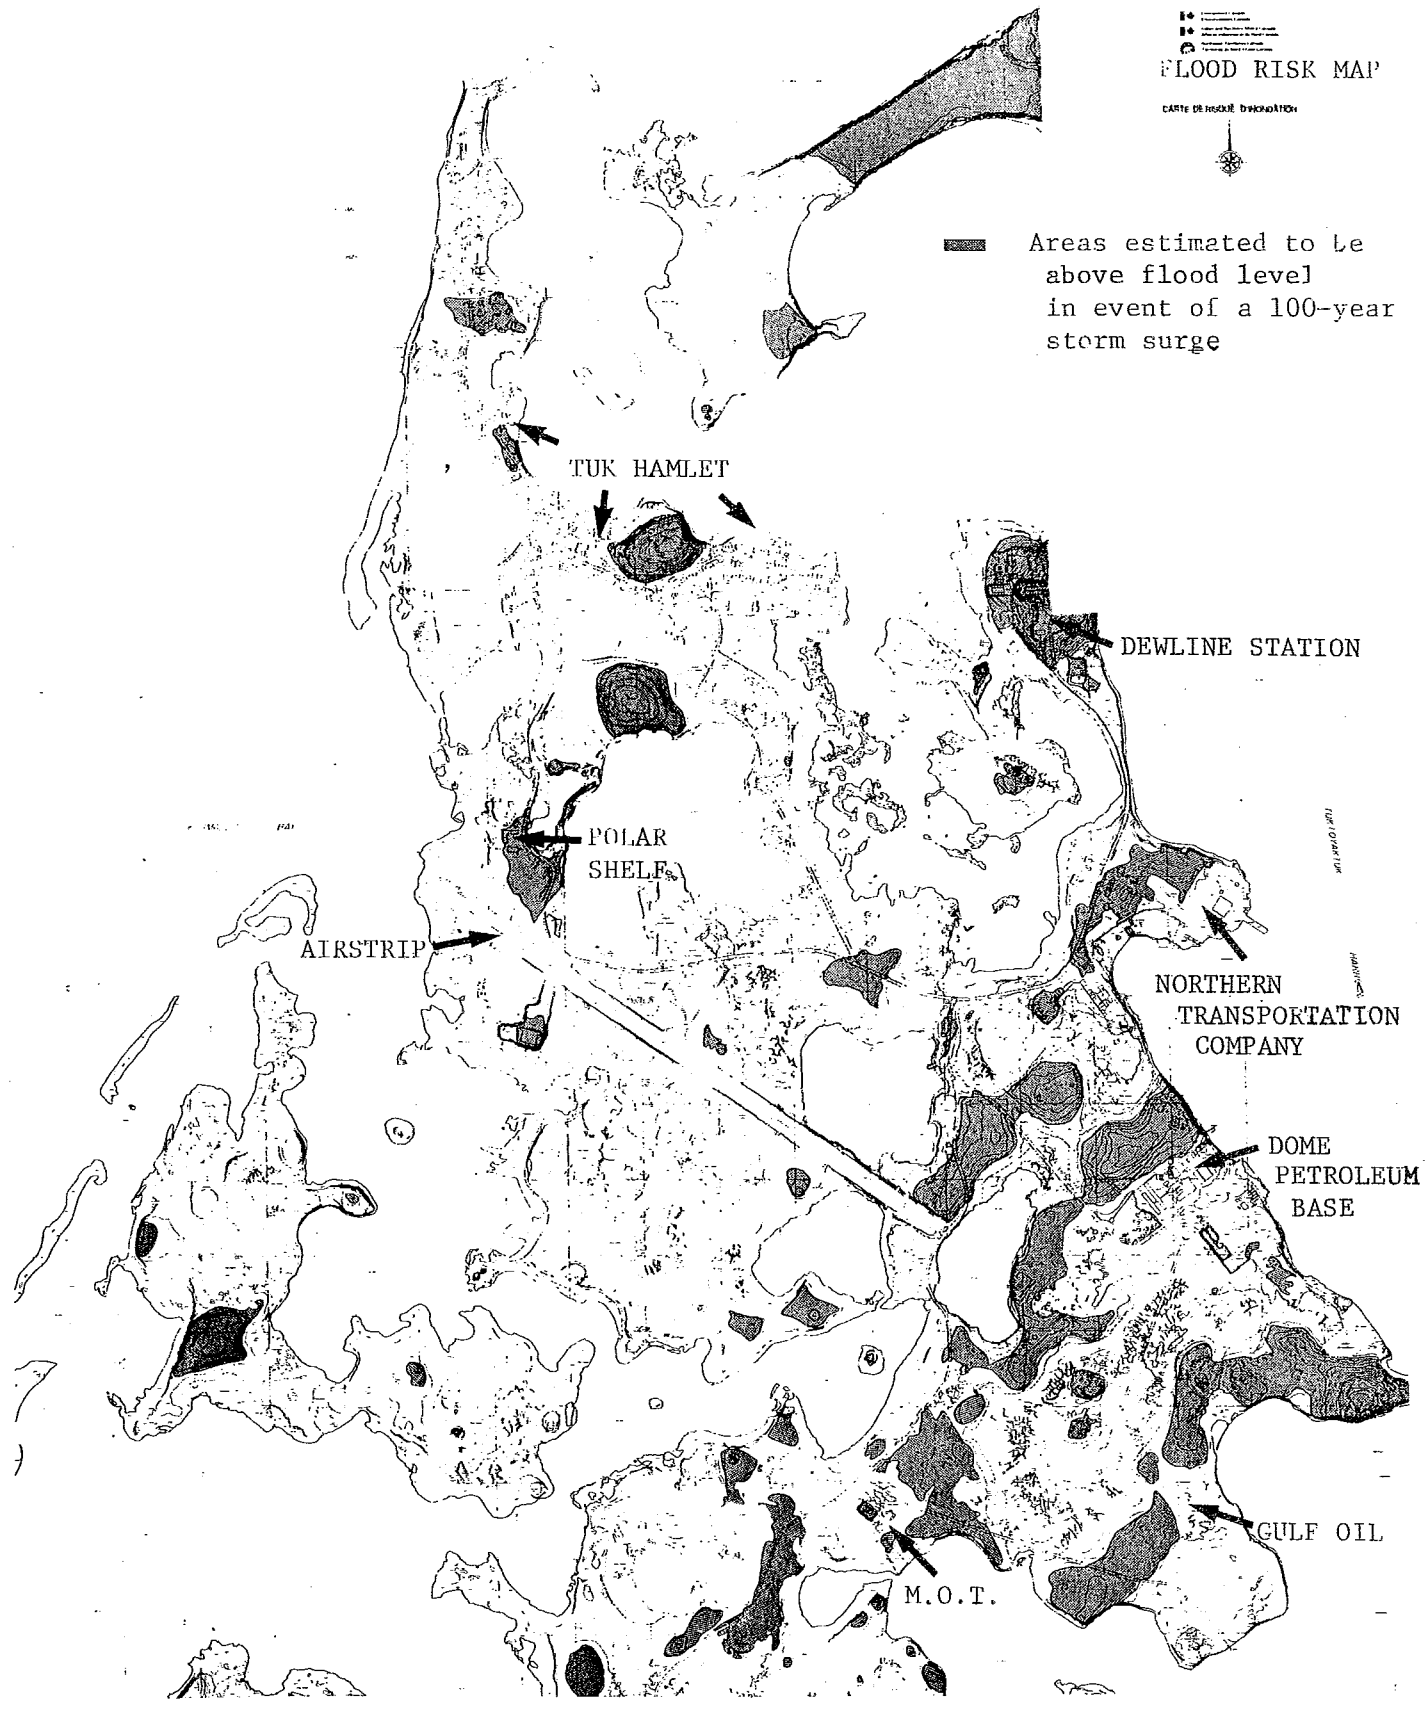 FLOOD RISK MAP
CARTE DE RISQUE D'INONDATION
Areas estimated to be
above flood level
in event of a 100-year
storm surge
TUK HAMLET
DEWLINE STATION
POLAR
SHELF
AIRSTRIP
NORTHERN
TRANSPORTATION
COMPANY
DOME
PETROLEUM
BASE
GULF OIL
M.O.T.
TUKTOYAKTUK